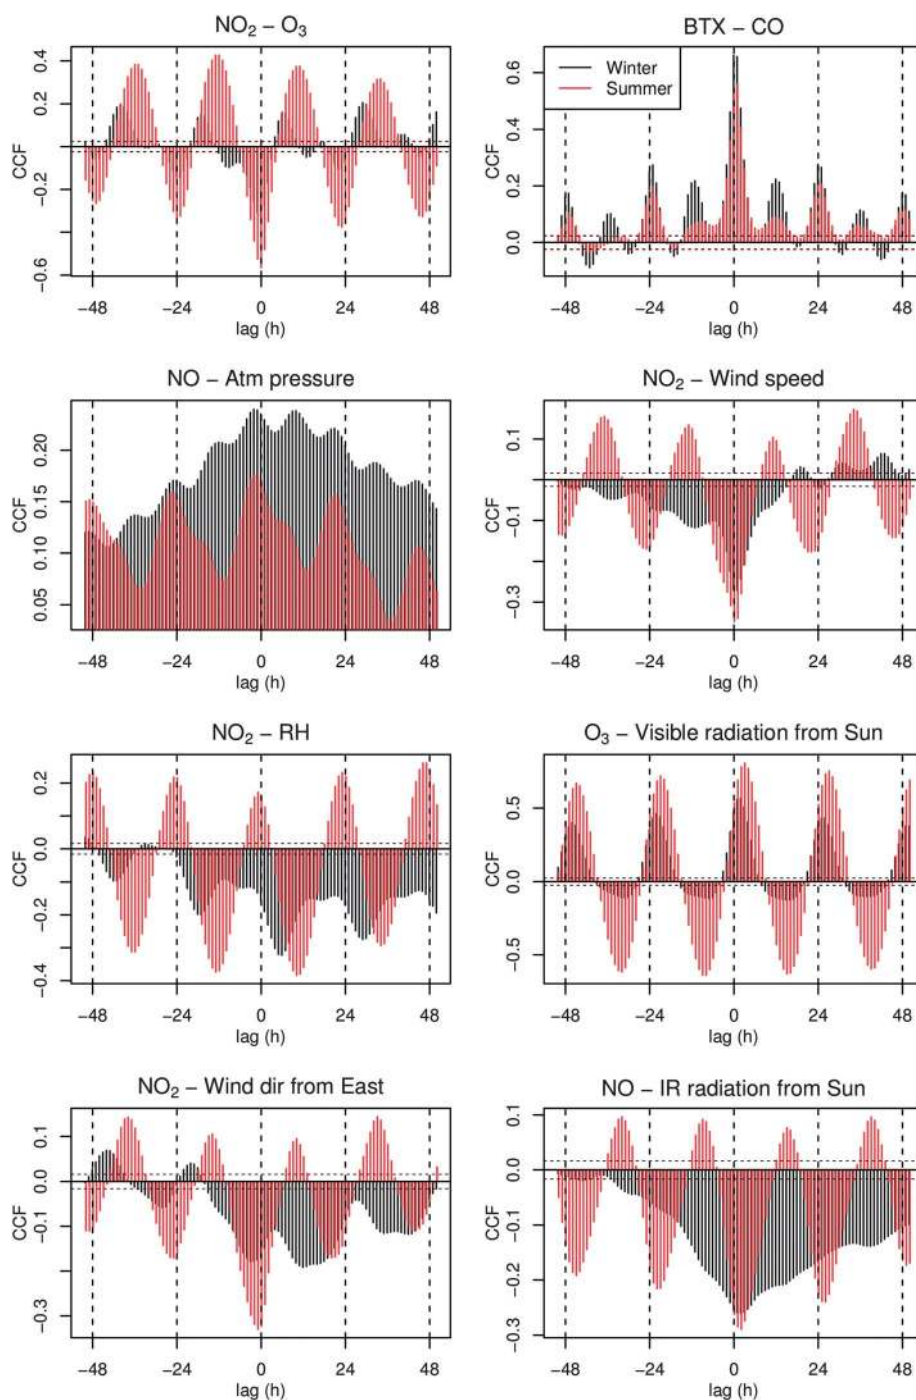 NO₂ – O₃
CCF
0.4
0.2
−0.2
−0.6
−48 −24 0 24 48
lag (h)
BTX – CO
Winter
Summer
CCF
0.6
0.4
0.2
0.0
−48 −24 0 24 48
lag (h)
NO – Atm pressure
CCF
0.20
0.15
0.10
0.05
−48 −24 0 24 48
lag (h)
NO₂ – Wind speed
CCF
0.1
−0.1
−0.3
−48 −24 0 24 48
lag (h)
NO₂ – RH
CCF
0.2
0.0
−0.2
−0.4
−48 −24 0 24 48
lag (h)
O₃ – Visible radiation from Sun
CCF
0.5
0.0
−0.5
−48 −24 0 24 48
lag (h)
NO₂ – Wind dir from East
CCF
0.1
0.0
−0.1
−0.3
−48 −24 0 24 48
lag (h)
NO – IR radiation from Sun
CCF
0.1
0.0
−0.1
−0.2
−0.3
−48 −24 0 24 48
lag (h)